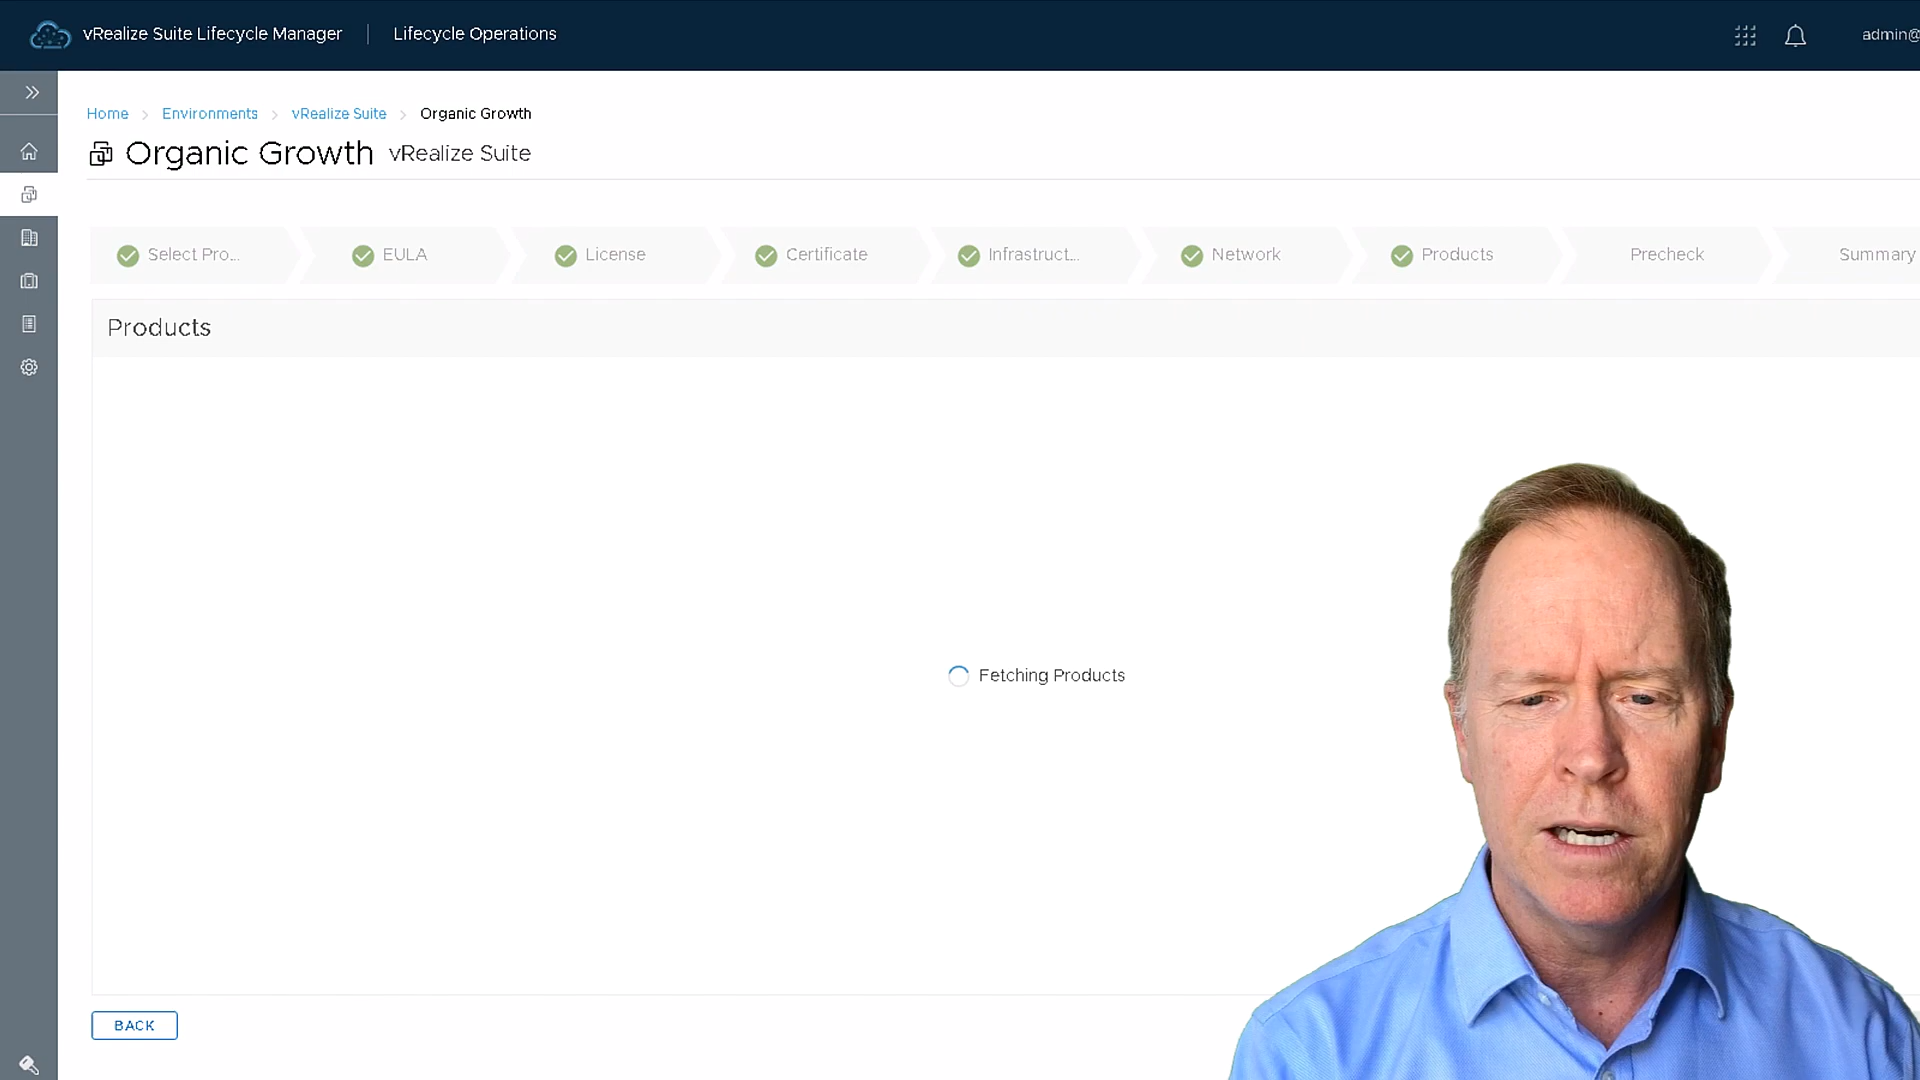 vRealize Suite Lifecycle Manager
Lifecycle Operations
admin@
Home
Environments
vRealize Suite
Organic Growth
Organic Growth vRealize Suite
Select Pro...
EULA
License
Certificate
Infrastruct...
Network
Products
Precheck
Summary
Products
Fetching Products
BACK